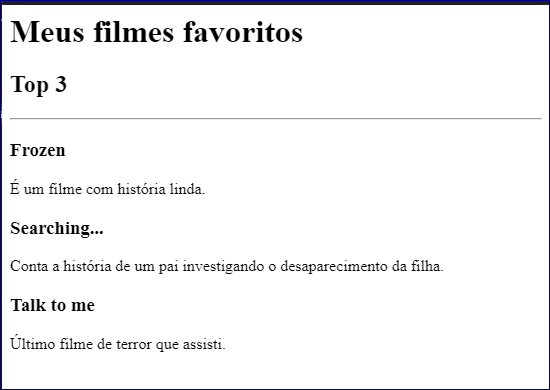 Meus filmes favoritos
Top 3
Frozen
É um filme com história linda.
Searching...
Conta a história de um pai investigando o desaparecimento da filha.
Talk to me
Último filme de terror que assisti.